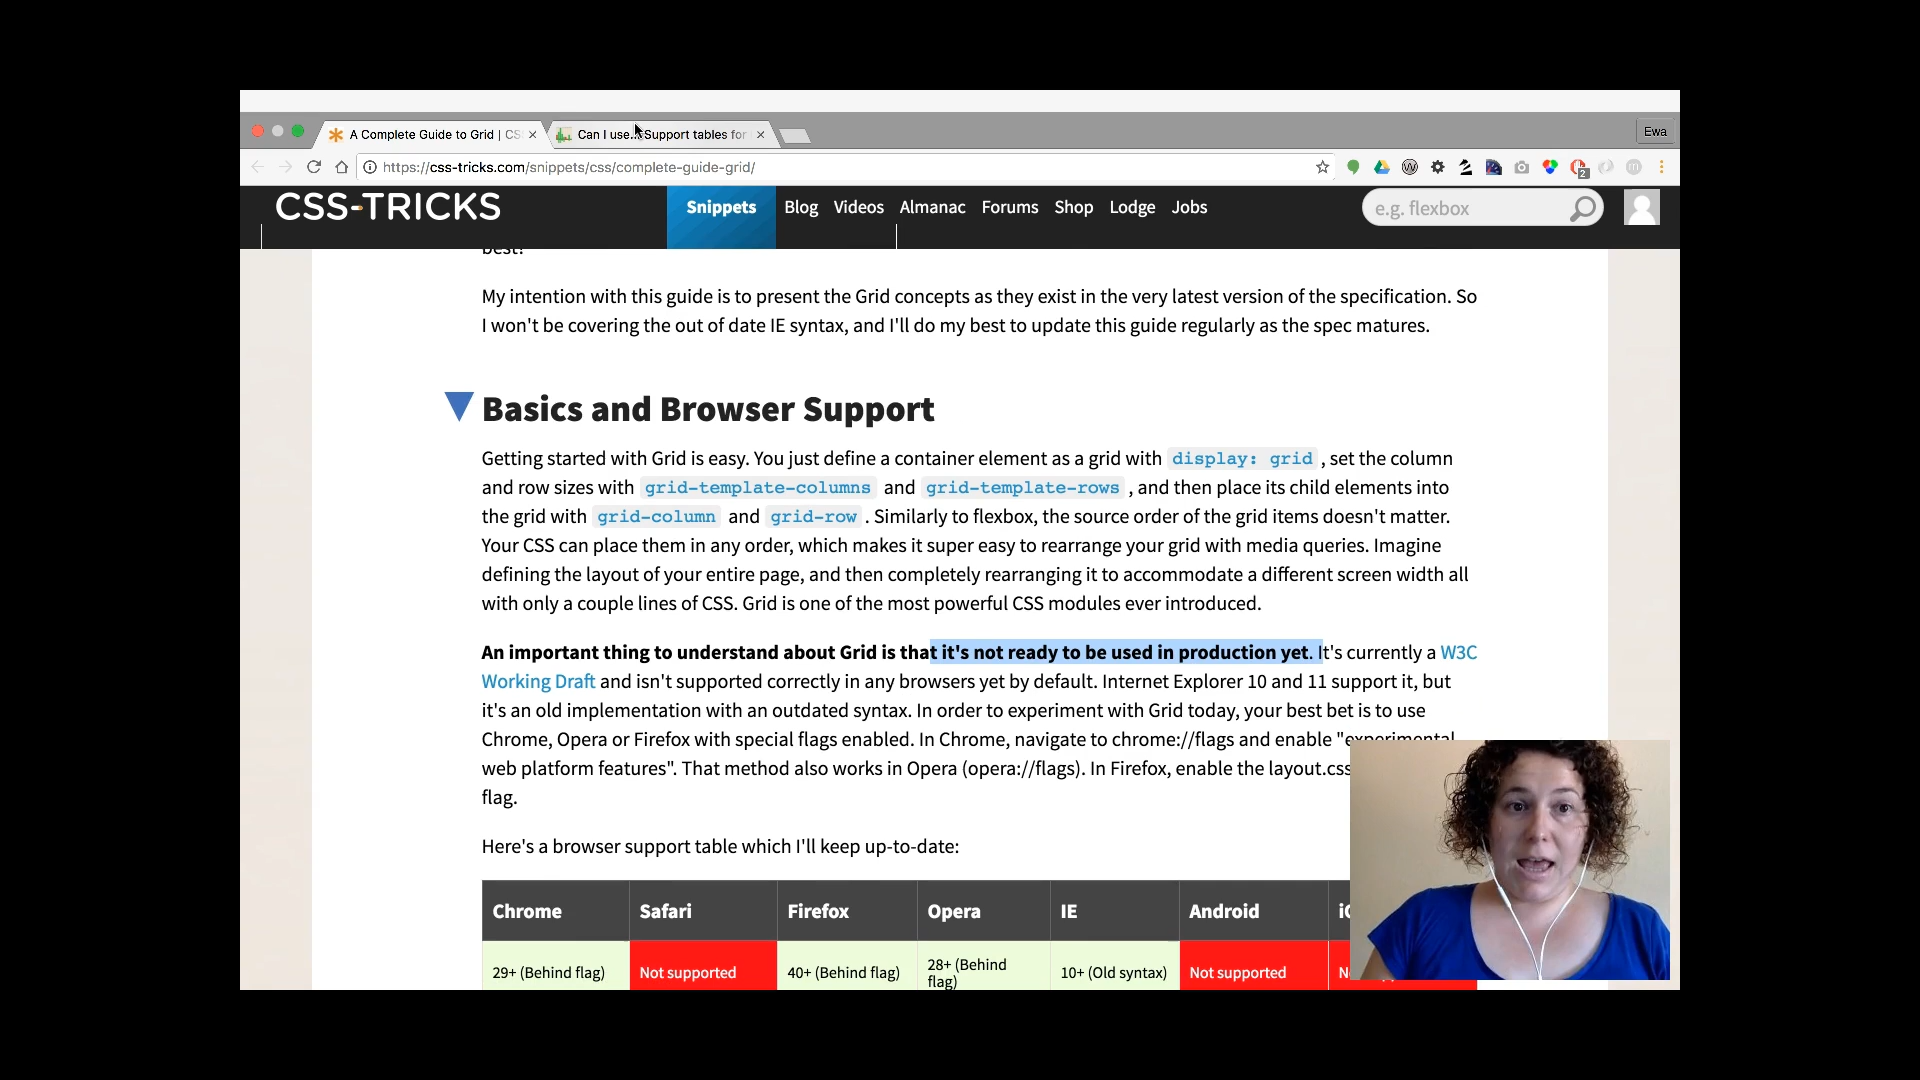 A Complete Guide to Grid | CS
Can I use... Support tables for
Ewa
https://css-tricks.com/snippets/css/complete-guide-grid/
2
CSS-TRICKS
Snippets
Blog
Videos
Almanac
Forums
Shop
Lodge
Jobs
e.g. flexbox
best!
My intention with this guide is to present the Grid concepts as they exist in the very latest version of the specification. So
I won't be covering the out of date IE syntax, and I'll do my best to update this guide regularly as the spec matures.
Basics and Browser Support
Getting started with Grid is easy. You just define a container element as a grid with display: grid , set the column
and row sizes with grid-template-columns and grid-template-rows , and then place its child elements into
the grid with grid-column and grid-row . Similarly to flexbox, the source order of the grid items doesn't matter.
Your CSS can place them in any order, which makes it super easy to rearrange your grid with media queries. Imagine
defining the layout of your entire page, and then completely rearranging it to accommodate a different screen width all
with only a couple lines of CSS. Grid is one of the most powerful CSS modules ever introduced.
An important thing to understand about Grid is that it's not ready to be used in production yet. It's currently a W3C
Working Draft and isn't supported correctly in any browsers yet by default. Internet Explorer 10 and 11 support it, but
it's an old implementation with an outdated syntax. In order to experiment with Grid today, your best bet is to use
Chrome, Opera or Firefox with special flags enabled. In Chrome, navigate to chrome://flags and enable "experimental
web platform features". That method also works in Opera (opera://flags). In Firefox, enable the layout.css
flag.
Here's a browser support table which I'll keep up-to-date:
Chrome
Safari
Firefox
Opera
IE
Android
29+ (Behind flag)
Not supported
40+ (Behind flag)
28+ (Behind
flag)
10+ (Old syntax)
Not supported